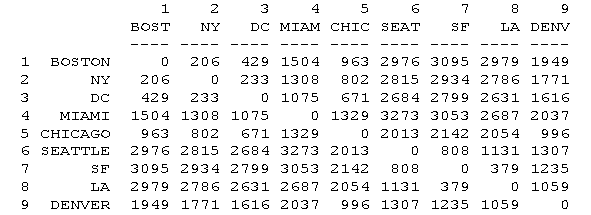 1 2 3 4 5 6 7 8 9
BOST NY DC MIAM CHIC SEAT SF LA DENV
---- ---- ---- ---- ---- ---- ---- ---- ----
1 BOSTON 0 206 429 1504 963 2976 3095 2979 1949
2 NY 206 0 233 1308 802 2815 2934 2786 1771
3 DC 429 233 0 1075 671 2684 2799 2631 1616
4 MIAMI 1504 1308 1075 0 1329 3273 3053 2687 2037
5 CHICAGO 963 802 671 1329 0 2013 2142 2054 996
6 SEATTLE 2976 2815 2684 3273 2013 0 808 1131 1307
7 SF 3095 2934 2799 3053 2142 808 0 379 1235
8 LA 2979 2786 2631 2687 2054 1131 379 0 1059
9 DENVER 1949 1771 1616 2037 996 1307 1235 1059 0